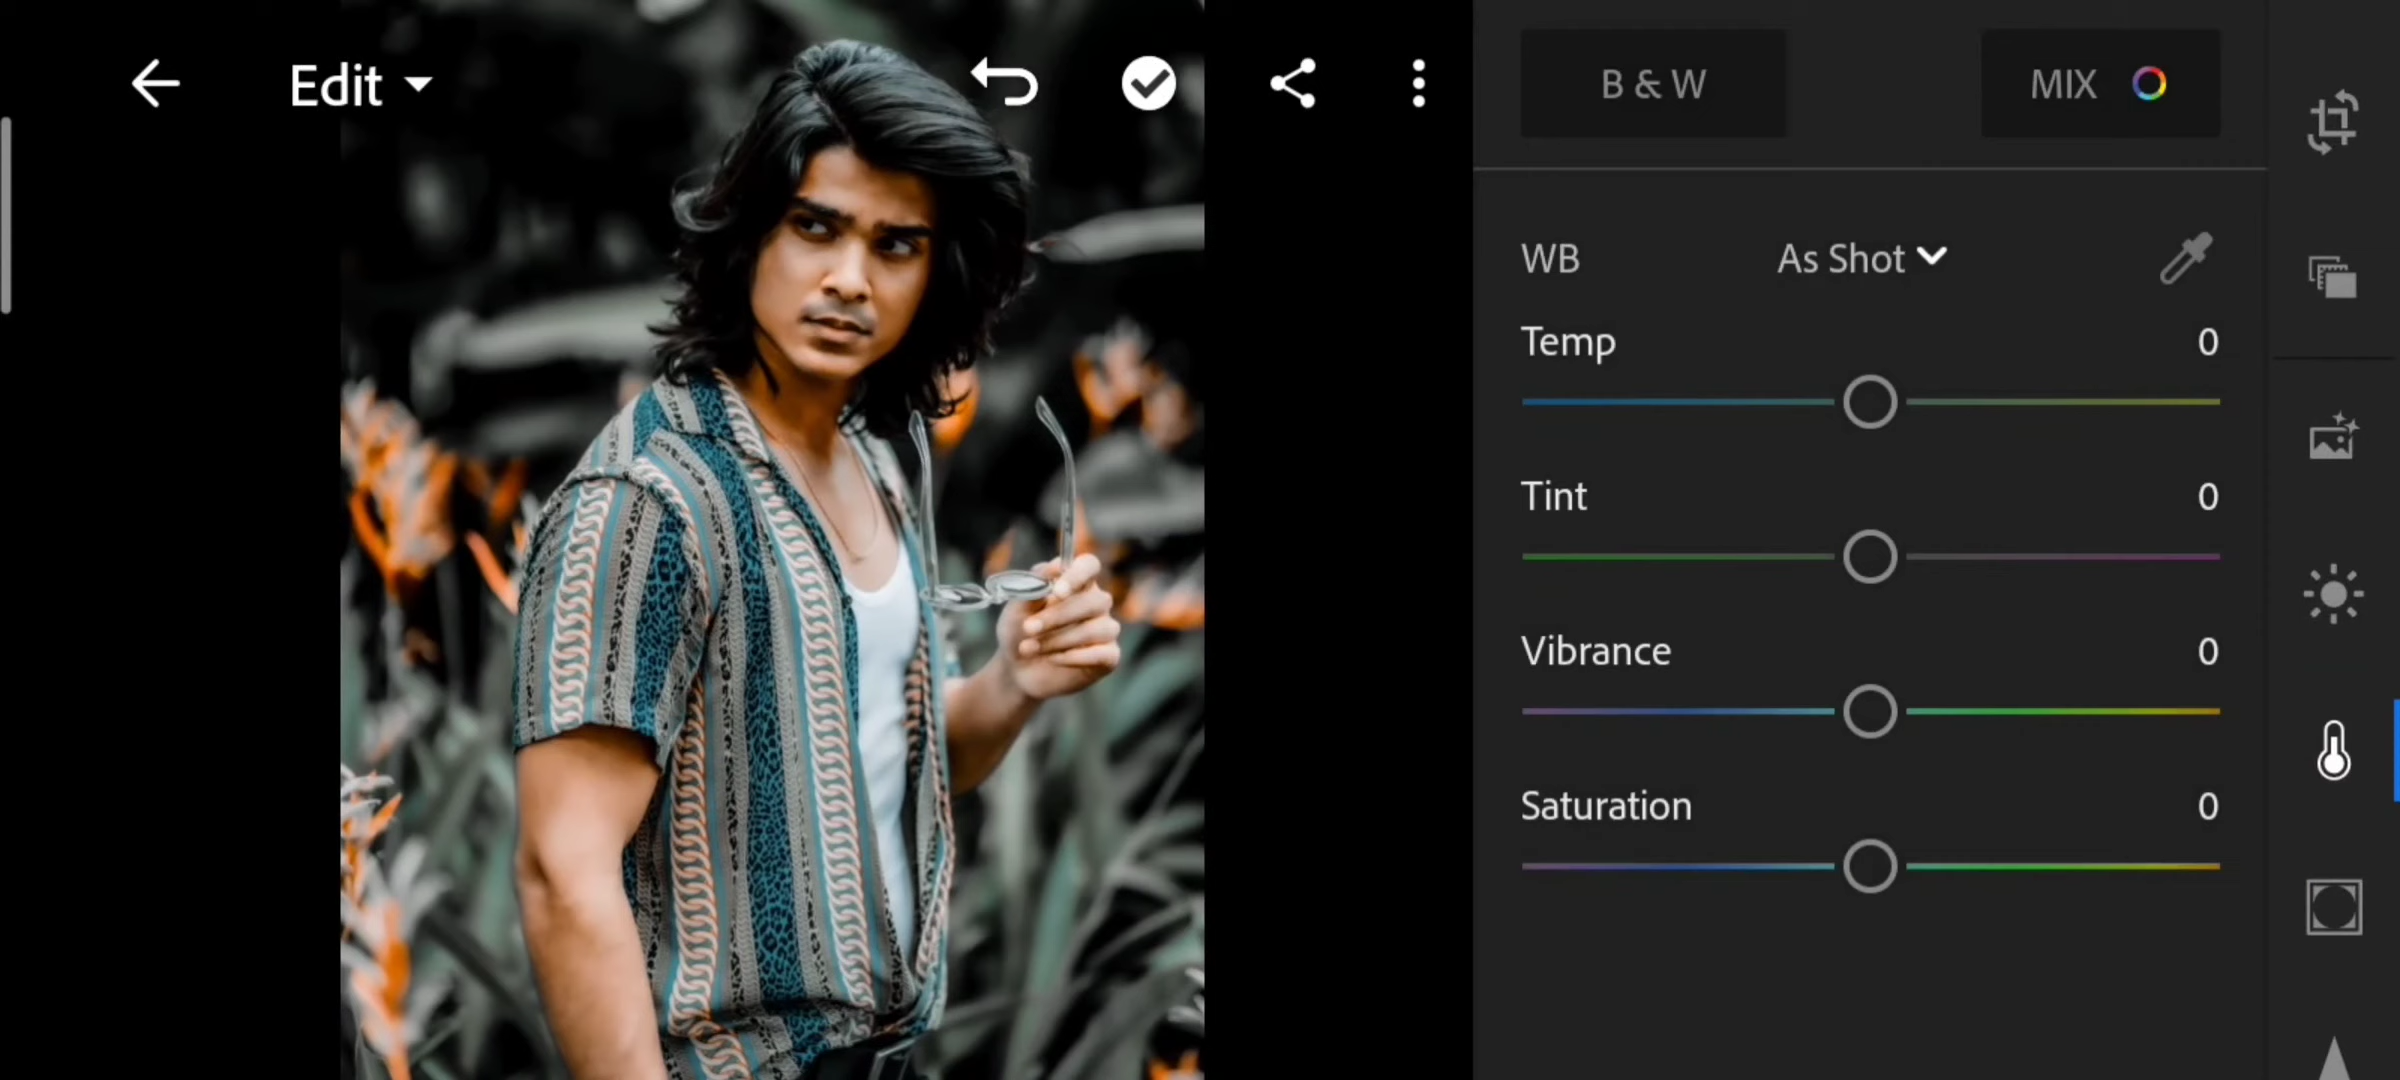 Edit
B & W
MIX
WB
As Shot
Temp
0
Tint
0
Vibrance
0
Saturation
0